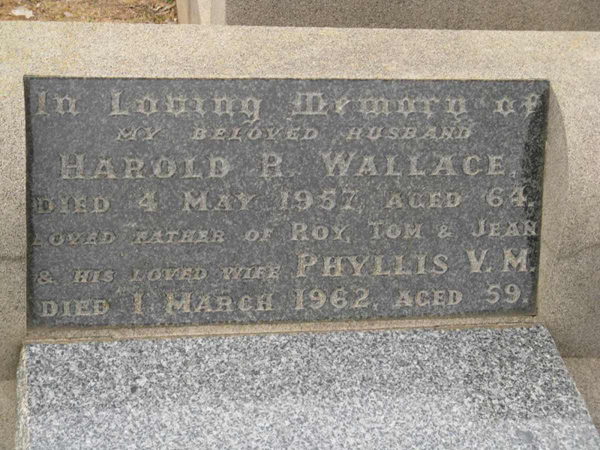 In Loving Memory of
MY BELOVED HUSBAND
HAROLD R. WALLACE,
DIED 4 MAY 1957, AGED 64.
LOVED FATHER OF ROY, TOM & JEAN
& HIS LOVED WIFE PHYLLIS V. M.
DIED 1 MARCH 1962, AGED 59.